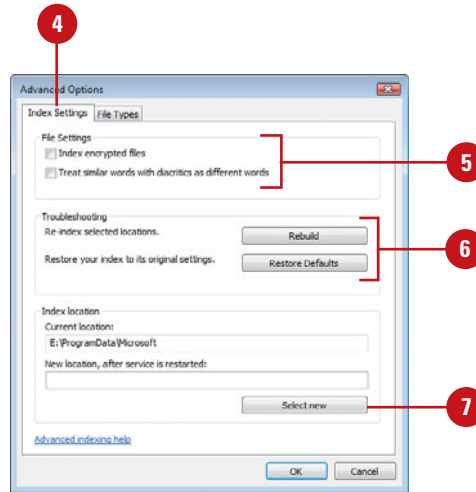 4
Advanced Options
Index Settings File Types
File Settings
Index encrypted files
Treat similar words with diacritics as different words
5
Troubleshooting
Re-index selected locations.
Rebuild
6
Restore your index to its original settings.
Restore Defaults
Index location
Current location:
E:\ProgramData\Microsoft
New location, after service is restarted:
Select new
7
Advanced indexing help
OK Cancel